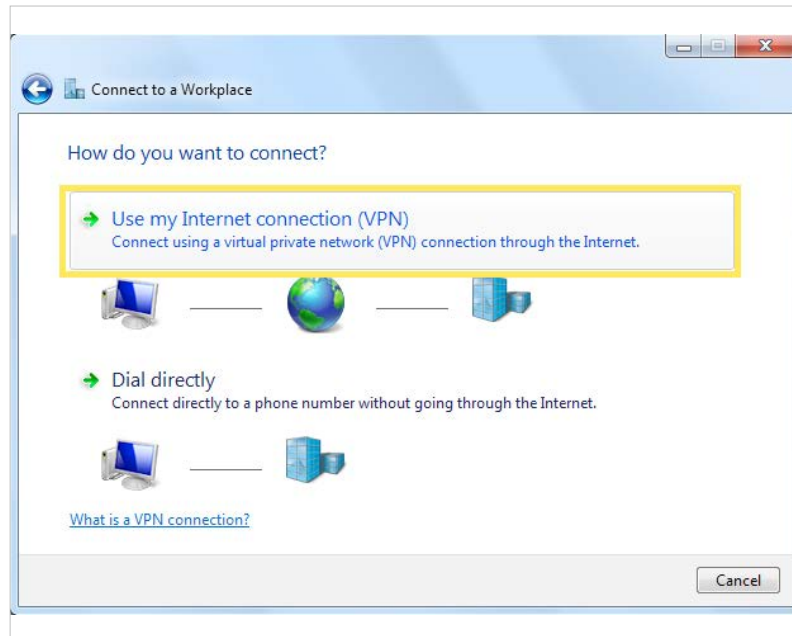 Connect to a Workplace
How do you want to connect?
Use my Internet connection (VPN)
Connect using a virtual private network (VPN) connection through the Internet.
Dial directly
Connect directly to a phone number without going through the Internet.
What is a VPN connection?
Cancel